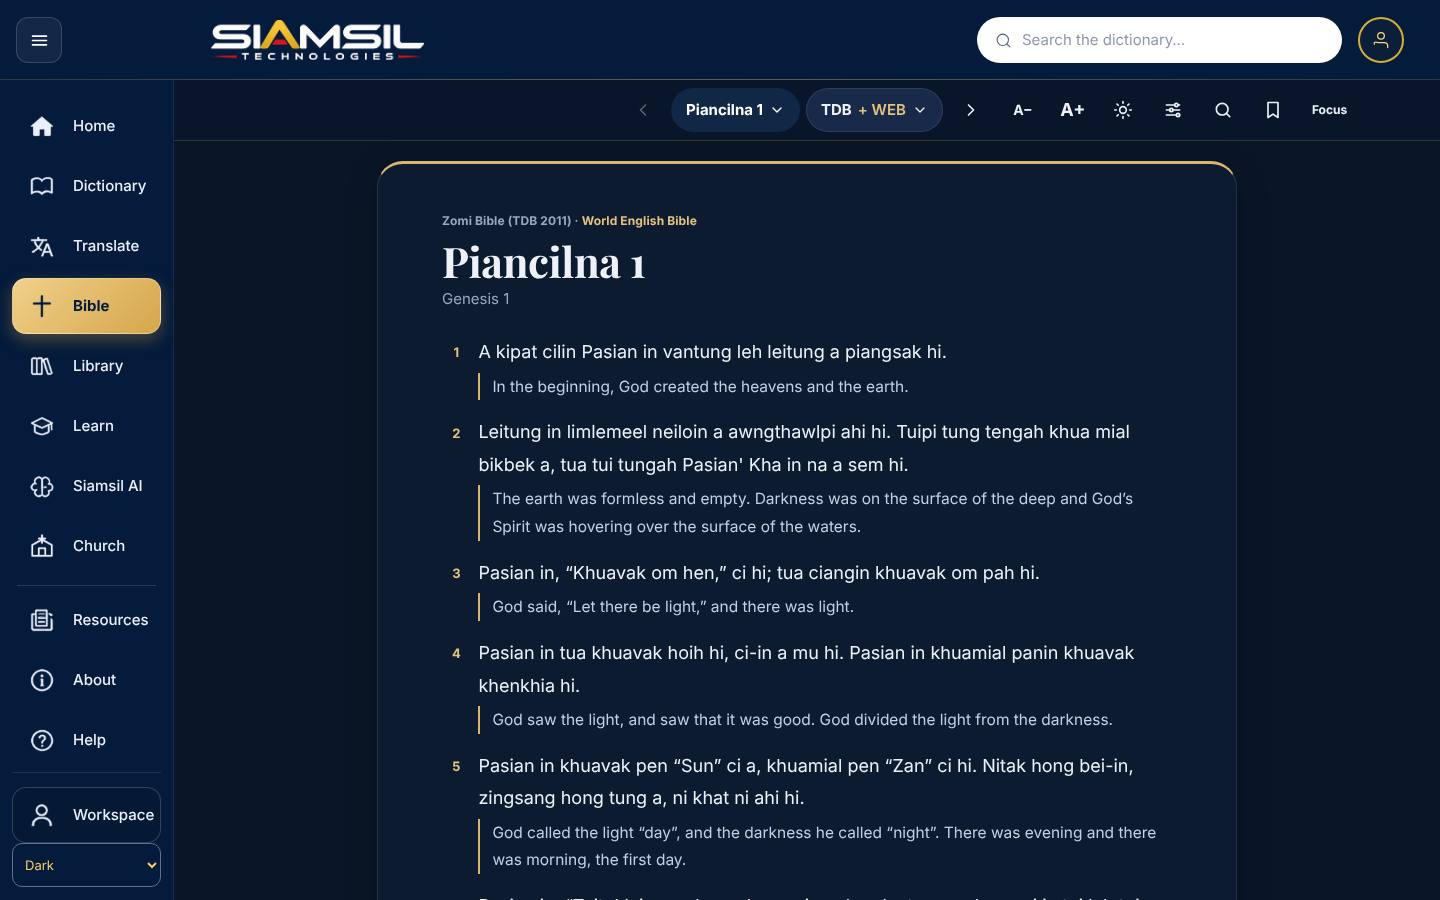 SIAMSIL
TECHNOLOGIES
Search the dictionary...
Home
Dictionary
Translate
Bible
Library
Learn
Siamsil AI
Church
Resources
About
Help
Workspace
Dark
Piancilna 1
TDB + WEB
A−
A+
Focus
Zomi Bible (TDB 2011) · World English Bible
Piancilna 1
Genesis 1
1 A kipat cilin Pasian in vantung leh leitung a piangsak hi.
In the beginning, God created the heavens and the earth.
2 Leitung in limlemeel neiloin a awngthawlpi ahi hi. Tuipi tung tengah khua mial
bikbek a, tua tui tungah Pasian' Kha in na a sem hi.
The earth was formless and empty. Darkness was on the surface of the deep and God’s
Spirit was hovering over the surface of the waters.
3 Pasian in, “Khuavak om hen,” ci hi; tua ciangin khuavak om pah hi.
God said, “Let there be light,” and there was light.
4 Pasian in tua khuavak hoih hi, ci-in a mu hi. Pasian in khuamial panin khuavak
khenkhia hi.
God saw the light, and saw that it was good. God divided the light from the darkness.
5 Pasian in khuavak pen “Sun” ci a, khuamial pen “Zan” ci hi. Nitak hong bei-in,
zingsang hong tung a, ni khat ni ahi hi.
God called the light “day”, and the darkness he called “night”. There was evening and there
was morning, the first day.